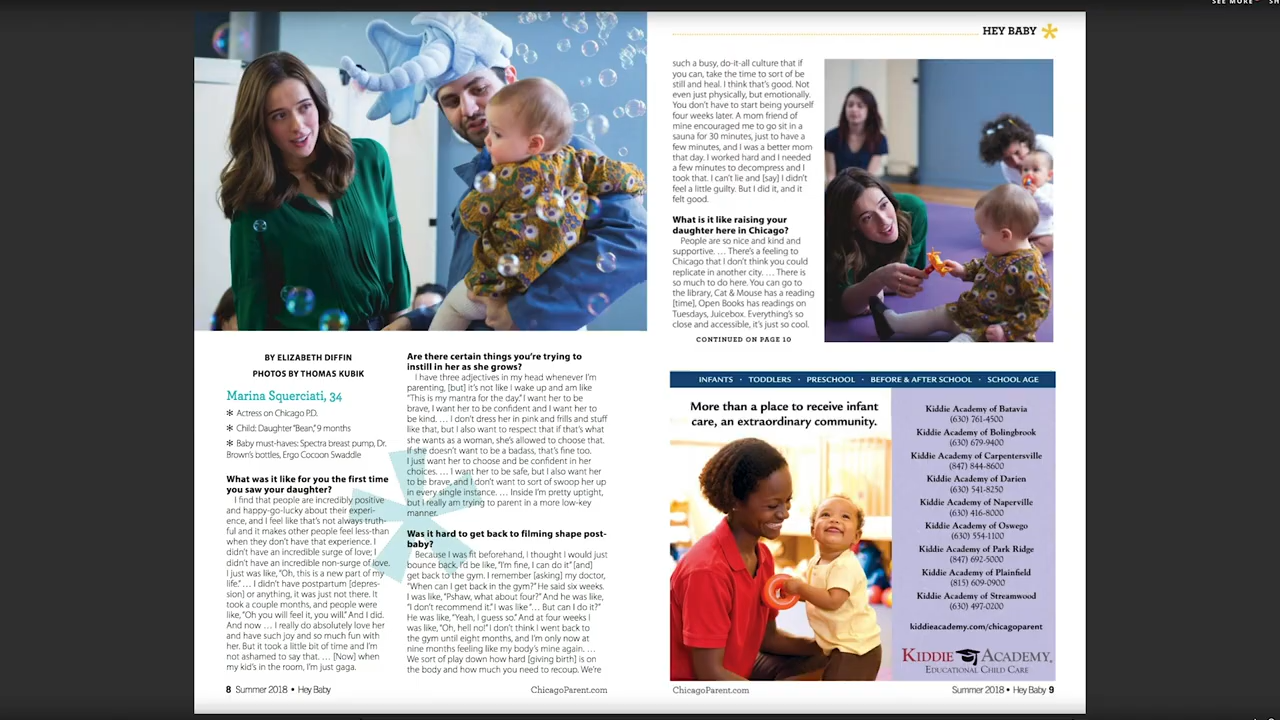 SEE MORE
SH
HEY BABY
BY ELIZABETH DIFFIN
PHOTOS BY THOMAS KUBIK
Marina Squerciati, 34
✻ Actress on Chicago P.D.
✻ Child: Daughter "Bean," 9 months
✻ Baby must-haves: Spectra breast pump, Dr.
Brown's bottles, Ergo Cocoon Swaddle
What was it like for you the first time
you saw your daughter?
I find that people are incredibly positive
and happy-go-lucky about their experi-
ence, and I feel like that's not always truth-
ful and it makes other people feel less-than
when they don't have that experience. I
didn't have an incredible surge of love; I
didn't have an incredible non-surge of love.
I just was like, "Oh, this is a new part of my
life." ... I didn't have postpartum [depres-
sion] or anything, it was just not there. It
took a couple months, and people were
like, "Oh you will feel it, you will." And I did.
And now ... I really do absolutely love her
and have such joy and so much fun with
her. But it took a little bit of time and I'm
not ashamed to say that. ... [Now] when
my kid's in the room, I'm just gaga.
Are there certain things you're trying to
instill in her as she grows?
I have three adjectives in my head whenever I'm
parenting, [but] it's not like I wake up and am like
"This is my mantra for the day." I want her to be
brave, I want her to be confident and I want her to
be kind. ... I don't dress her in pink and frills and stuff
like that, but I also want to respect that if that's what
she wants as a woman, she's allowed to choose that.
If she doesn't want to be a badass, that's fine too.
I just want her to choose and be confident in her
choices. ... I want her to be safe, but I also want her
to be brave, and I don't want to sort of swoop her up
in every single instance. ... Inside I'm pretty uptight,
but I really am trying to parent in a more low-key
manner.
Was it hard to get back to filming shape post-
baby?
Because I was fit beforehand, I thought I would just
bounce back. I'd be like, "I'm fine, I can do it" [and]
get back to the gym. I remember [asking] my doctor,
"When can I get back in the gym?" He said six weeks.
I was like, "Pshaw, what about four?" And he was like,
"I don't recommend it." I was like "... But can I do it?"
He was like, "Yeah, I guess so." And at four weeks I
was like, "Oh, hell no!" I don't think I went back to
the gym until eight months, and I'm only now at
nine months feeling like my body's mine again. ...
We sort of play down how hard [giving birth] is on
the body and how much you need to recoup. We're
8 Summer 2018 • Hey Baby
ChicagoParent.com
such a busy, do-it-all culture that if
you can, take the time to sort of be
still and heal. I think that's good. Not
even just physically, but emotionally.
You don't have to start being yourself
four weeks later. A mom friend of
mine encouraged me to go sit in a
sauna for 30 minutes, just to have a
few minutes, and I was a better mom
that day. I worked hard and I needed
a few minutes to decompress and I
took that. I can't lie and [say] I didn't
feel a little guilty. But I did it, and it
felt good.
What is it like raising your
daughter here in Chicago?
People are so nice and kind and
supportive. ... There's a feeling to
Chicago that I don't think you could
replicate in another city. ... There is
so much to do here. You can go to
the library, Cat & Mouse has a reading
[time], Open Books has readings on
Tuesdays, Juicebox. Everything's so
close and accessible, it's just so cool.
CONTINUED ON PAGE 10
INFANTS · TODDLERS · PRESCHOOL · BEFORE & AFTER SCHOOL · SCHOOL AGE
More than a place to receive infant
care, an extraordinary community.
Kiddie Academy of Batavia
(630) 761-4500
Kiddie Academy of Bolingbrook
(630) 679-9400
Kiddie Academy of Carpentersville
(847) 844-8600
Kiddie Academy of Darien
(630) 541-8250
Kiddie Academy of Naperville
(630) 416-8000
Kiddie Academy of Oswego
(630) 554-1100
Kiddie Academy of Park Ridge
(847) 692-5000
Kiddie Academy of Plainfield
(815) 609-0900
Kiddie Academy of Streamwood
(630) 497-0200
kiddieacademy.com/chicagoparent
KIDDIE ACADEMY®
EDUCATIONAL CHILD CARE
ChicagoParent.com
Summer 2018 • Hey Baby 9